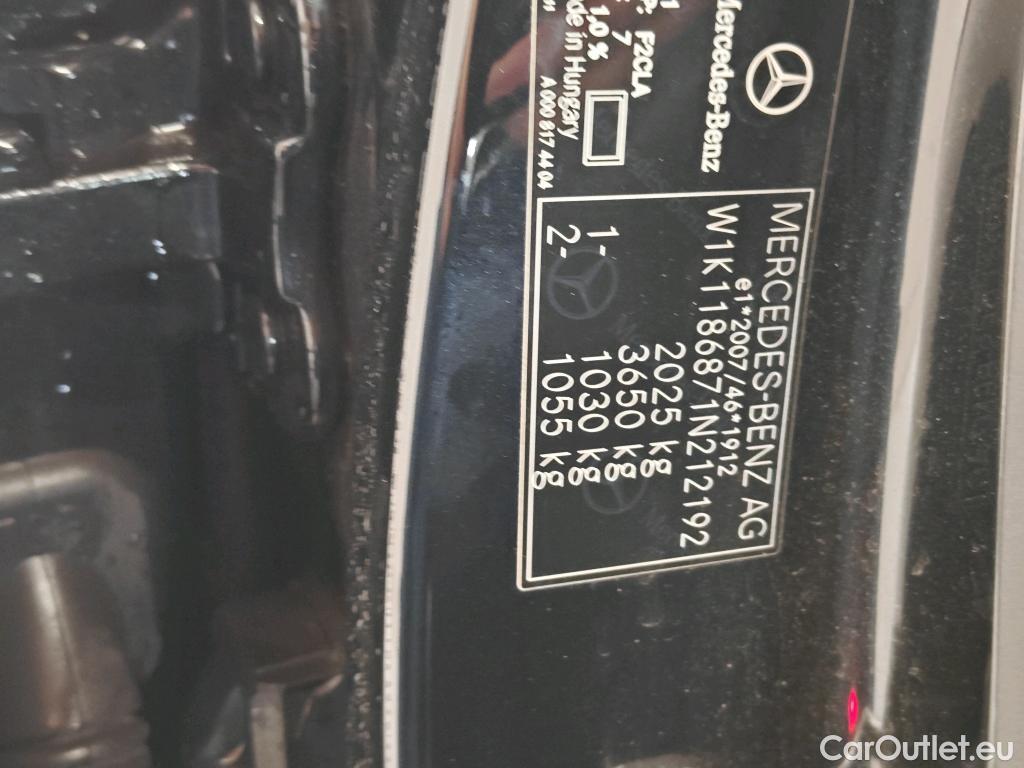 Mercedes-Benz
P. F2CLA
7
1,0 %
de in Hungary
A 000 817 44 04
MERCEDES-BENZ AG
e1*2007/46*1912
W1K1186871N212192
2025 kg
3650 kg
1- 1030 kg
2- 1055 kg
CarOutlet.eu